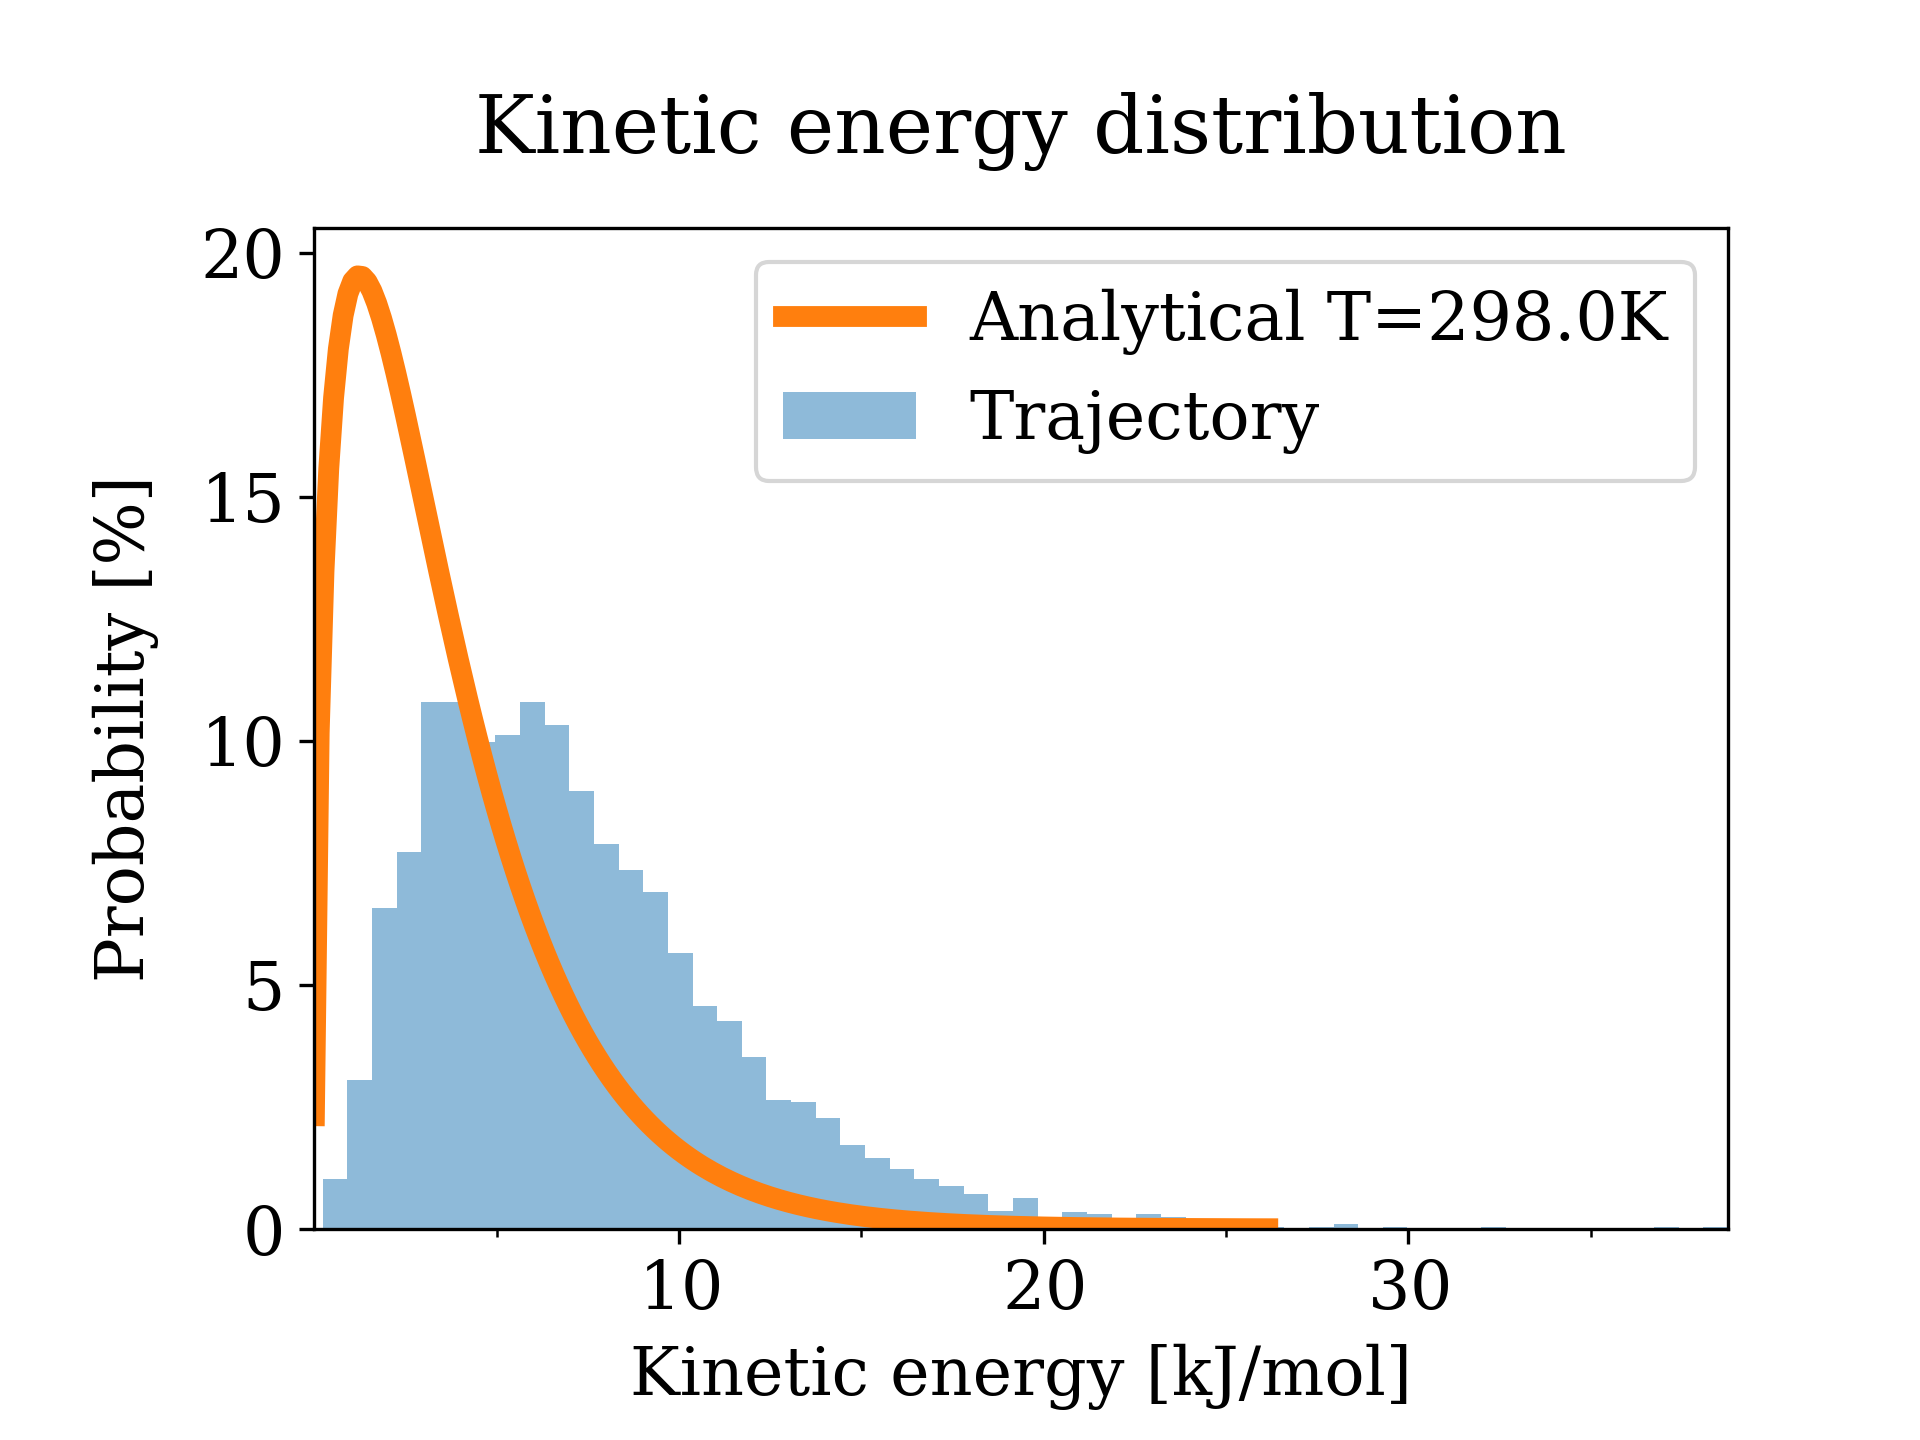 Kinetic energy distribution
20
15
10
5
0
Probability [%]
Analytical T=298.0K
Trajectory
10
20
30
Kinetic energy [kJ/mol]